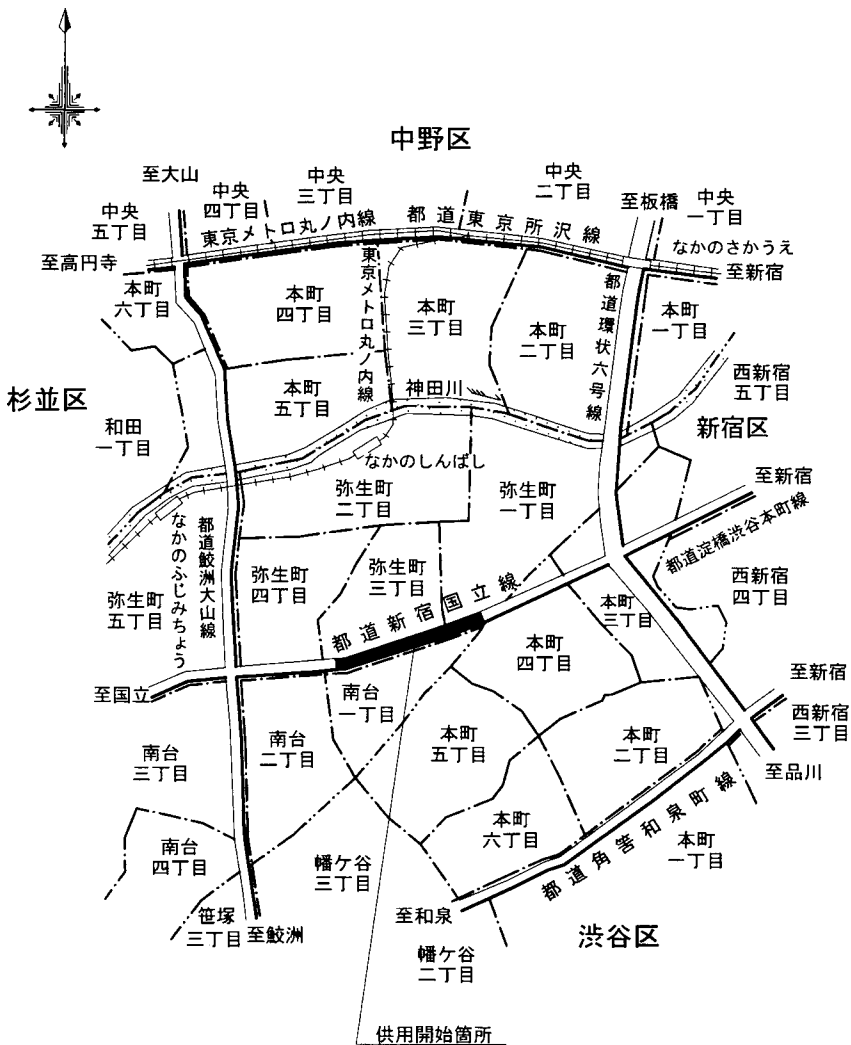 中野区
至大山
中央
五丁目
中央
四丁目
中央
三丁目
中央
二丁目
至板橋
中央
一丁目
東京メトロ丸ノ内線
都道東京所沢線
なかのさかうえ
至高円寺
至新宿
本町
六丁目
本町
四丁目
東京メトロ丸ノ内線
本町
三丁目
本町
二丁目
都道環状六号線
本町
一丁目
杉並区
和田
一丁目
本町
五丁目
神田川
西新宿
五丁目
新宿区
なかのしんばし
弥生町
二丁目
弥生町
一丁目
至新宿
都道淀橋渋谷本町線
なかのふじみちょう
都道鮫洲大山線
弥生町
五丁目
弥生町
四丁目
弥生町
三丁目
都道新宿国立線
本町
三丁目
西新宿
四丁目
本町
四丁目
至国立
南台
一丁目
至新宿
西新宿
三丁目
南台
三丁目
南台
二丁目
本町
五丁目
本町
二丁目
至品川
南台
四丁目
本町
六丁目
都道角筈和泉町線
本町
一丁目
幡ケ谷
三丁目
笹塚
三丁目
至鮫洲
至和泉
渋谷区
幡ケ谷
二丁目
供用開始箇所